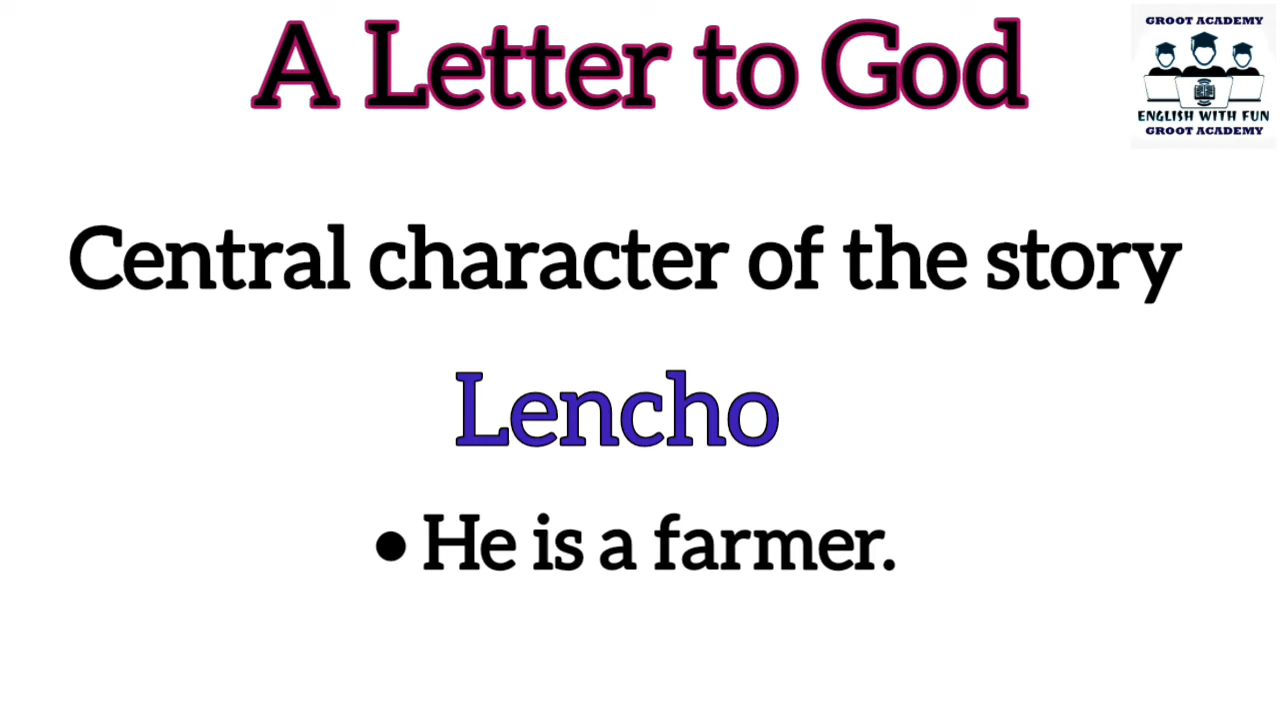 A Letter to God
GROOT ACADEMY
ENGLISH WITH FUN
GROOT ACADEMY
Central character of the story
Lencho
• He is a farmer.